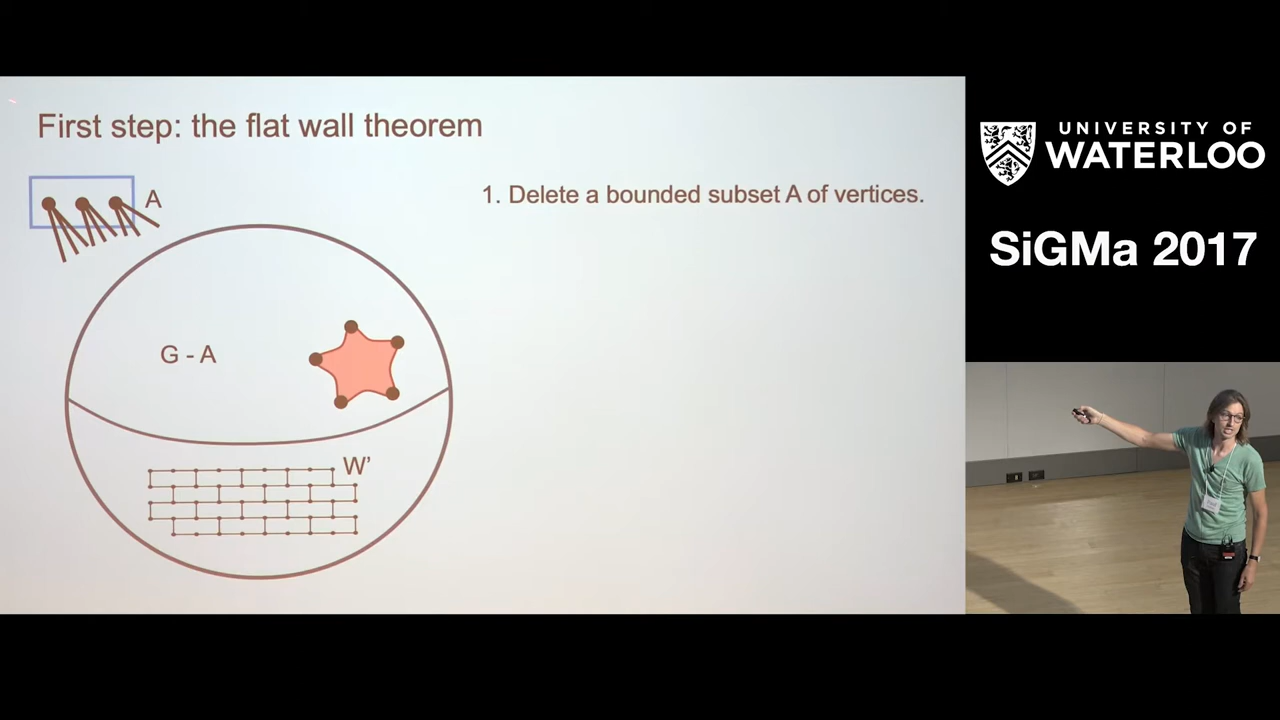 First step: the flat wall theorem
A
1. Delete a bounded subset A of vertices.
G - A
W'
UNIVERSITY OF
WATERLOO
SiGMa 2017